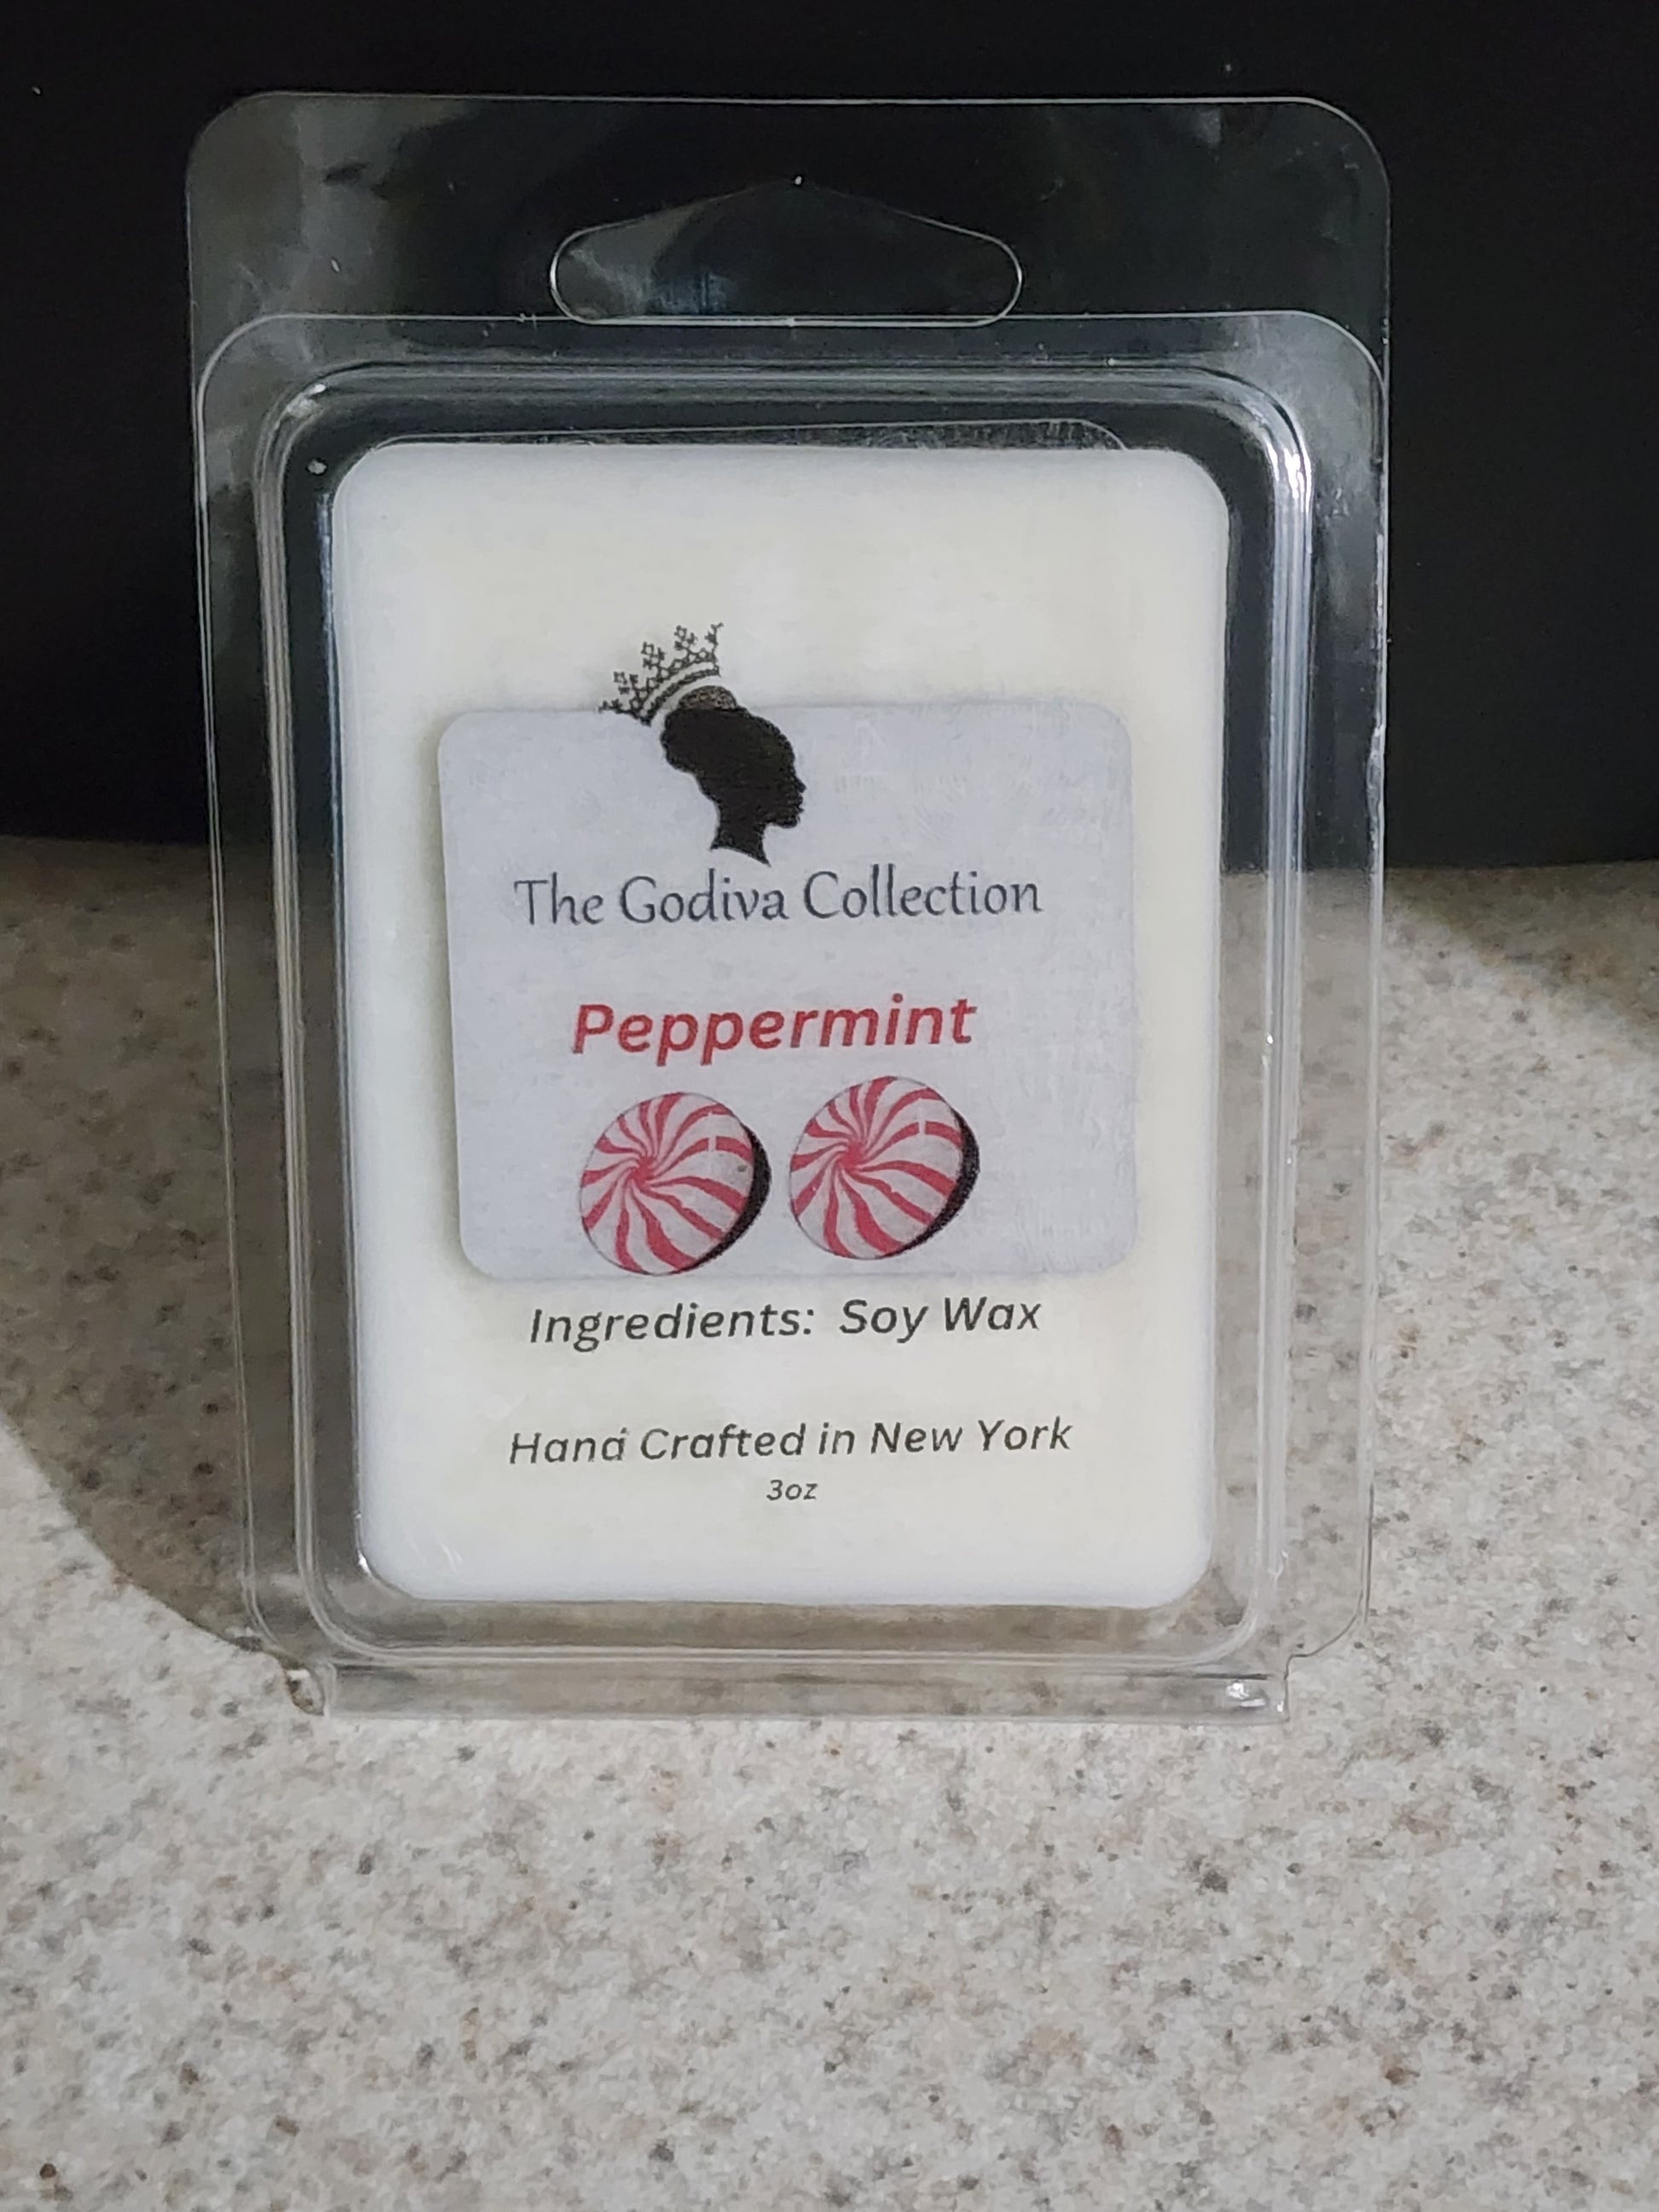 The Godiva Collection
Peppermint
Ingredients: Soy Wax
Hand Crafted in New York
3oz